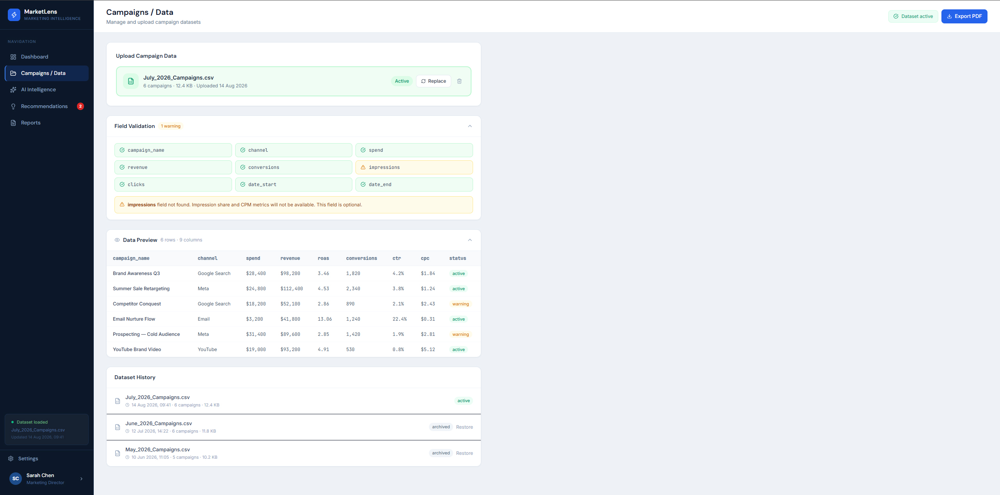 MarketLens
MARKETING INTELLIGENCE
NAVIGATION
Dashboard
Campaigns / Data
AI Intelligence
Recommendations 2
Reports
Dataset loaded
July_2026_Campaigns.csv
Updated 14 Aug 2026, 09:41
Settings
SC
Sarah Chen
Marketing Director
Campaigns / Data
Manage and upload campaign datasets
Dataset active
Export PDF
Upload Campaign Data
July_2026_Campaigns.csv
6 campaigns · 12.4 KB · Uploaded 14 Aug 2026
Active
Replace
Field Validation 1 warning
campaign_name channel spend
revenue conversions impressions
clicks date_start date_end
impressions field not found. Impression share and CPM metrics will not be available. This field is optional.
Data Preview 6 rows · 9 columns
campaign_name channel spend revenue roas conversions ctr cpc status
Brand Awareness Q3 Google Search $28,400 $98,200 3.46 1,820 4.2% $1.84 active
Summer Sale Retargeting Meta $24,800 $112,400 4.53 2,340 3.8% $1.24 active
Competitor Conquest Google Search $18,200 $52,100 2.86 890 2.1% $2.43 warning
Email Nurture Flow Email $3,200 $41,800 13.06 1,240 22.4% $0.31 active
Prospecting — Cold Audience Meta $31,400 $89,600 2.85 1,420 1.9% $2.81 warning
YouTube Brand Video YouTube $19,000 $93,200 4.91 530 0.8% $5.12 active
Dataset History
July_2026_Campaigns.csv
14 Aug 2026, 09:41 · 6 campaigns · 12.4 KB
active
June_2026_Campaigns.csv
12 Jul 2026, 14:22 · 6 campaigns · 11.8 KB
archived Restore
May_2026_Campaigns.csv
10 Jun 2026, 11:05 · 5 campaigns · 10.2 KB
archived Restore